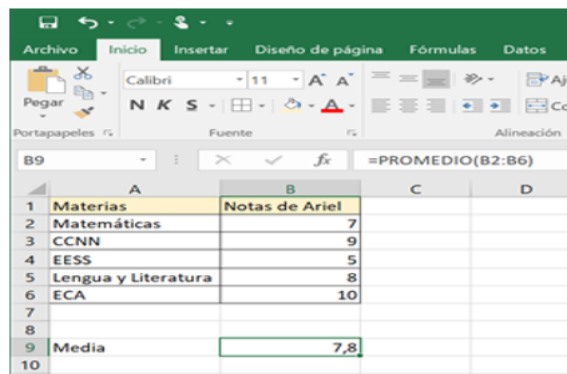 Archivo Inicio Insertar Diseño de página Fórmulas Datos
Pegar
Calibri 11 A A
N K S A
Portapapeles Fuente Alineación
B9 fx =PROMEDIO(B2:B6)
A B C D
1 Materias Notas de Ariel
2 Matemáticas 7
3 CCNN 9
4 EESS 5
5 Lengua y Literatura 8
6 ECA 10
7
8
9 Media 7,8
10